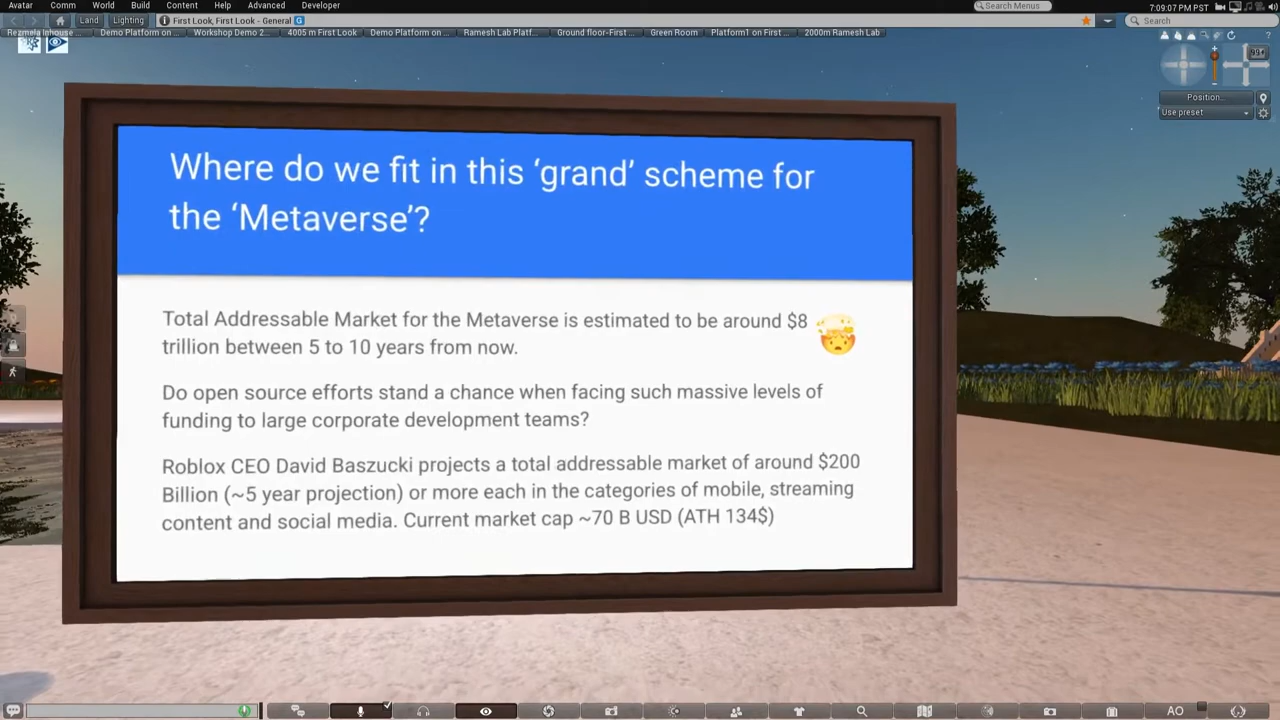 Avatar Comm World Build Content Help Advanced Developer
Search Menus
7:09:07 PM PST
Land Lighting First Look, First Look - General G
Search
Rezmela Inhouse 7... Demo Platform on ... Workshop Demo 2... 4005 m First Look Demo Platform on ... Ramesh Lab Platf... Ground floor-First ... Green Room Platform1 on First ... 2000m Ramesh Lab
99+
Position...
Use preset
Where do we fit in this ‘grand’ scheme for
the ‘Metaverse’?
Total Addressable Market for the Metaverse is estimated to be around $8
trillion between 5 to 10 years from now.
Do open source efforts stand a chance when facing such massive levels of
funding to large corporate development teams?
Roblox CEO David Baszucki projects a total addressable market of around $200
Billion (~5 year projection) or more each in the categories of mobile, streaming
content and social media. Current market cap ~70 B USD (ATH 134$)
AO